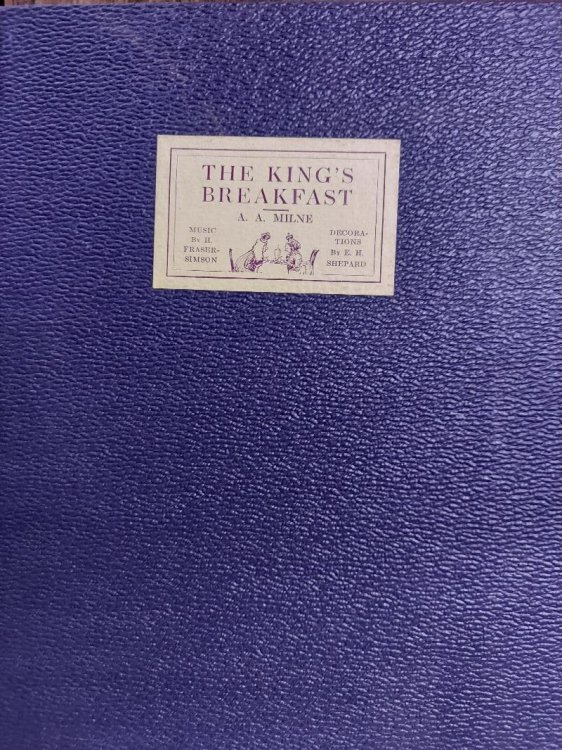 THE KING'S
BREAKFAST
A. A. MILNE
MUSIC
By H.
FRASER-
SIMSON
DECORA-
TIONS
By E. H.
SHEPARD